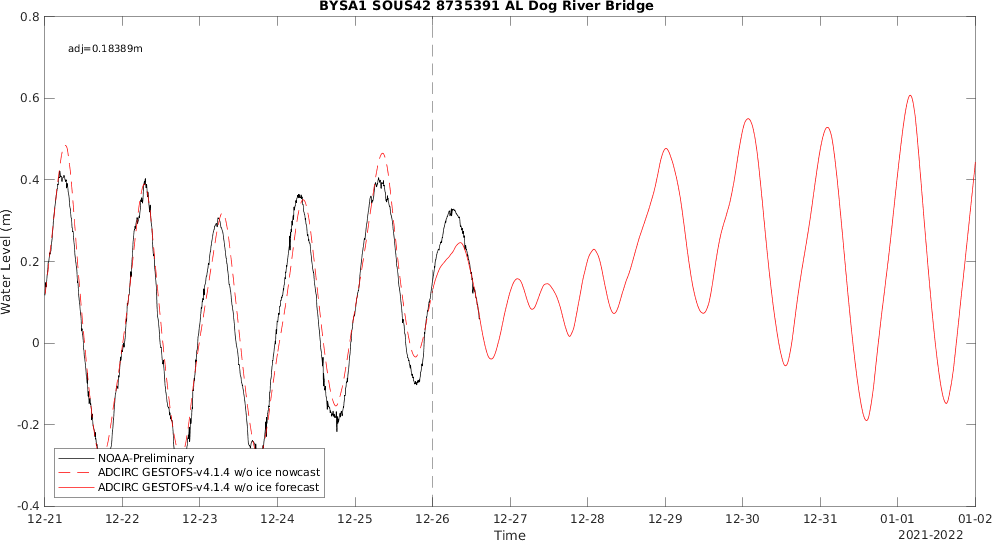 BYSA1 SOUS42 8735391 AL Dog River Bridge
adj=0.18389m
0.8
0.6
0.4
0.2
0
-0.2
-0.4
Water Level (m)
NOAA-Preliminary
ADCIRC GESTOFS-v4.1.4 w/o ice nowcast
ADCIRC GESTOFS-v4.1.4 w/o ice forecast
12-21 12-22 12-23 12-24 12-25 12-26 12-27 12-28 12-29 12-30 12-31 01-01 01-02
Time
2021-2022